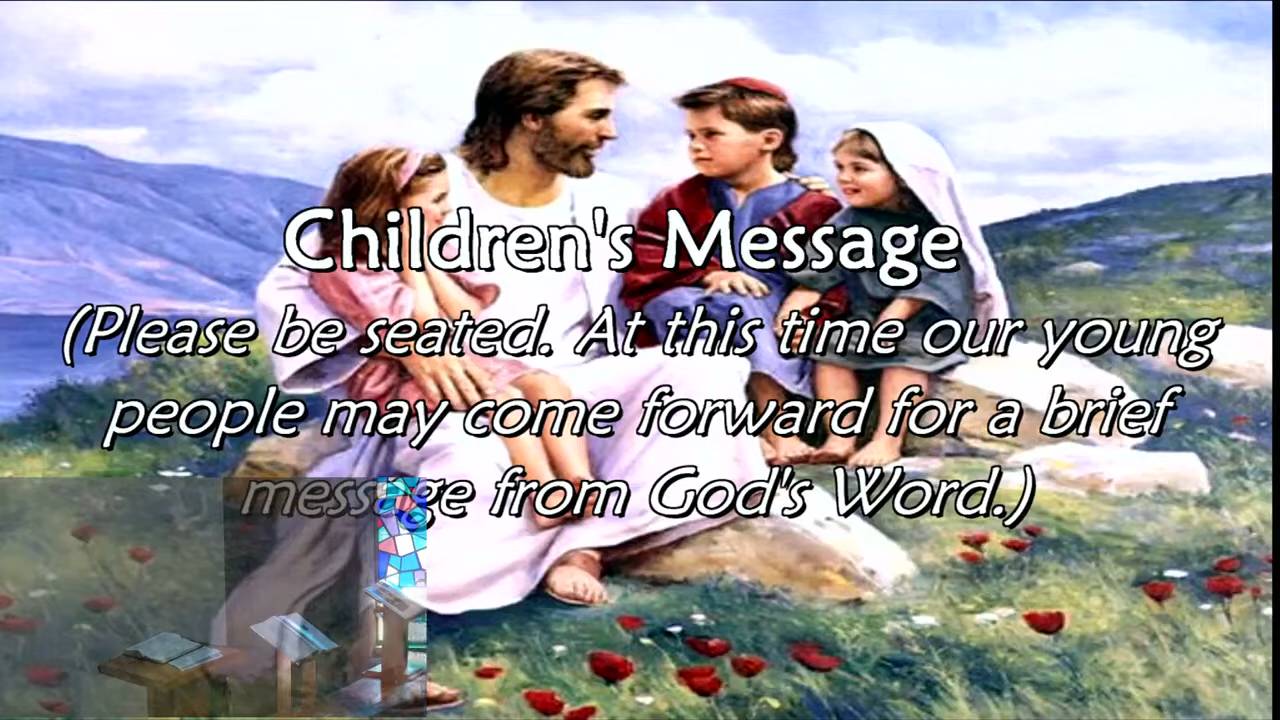 Children's Message
(Please be seated. At this time our young
people may come forward for a brief
message from God's Word.)